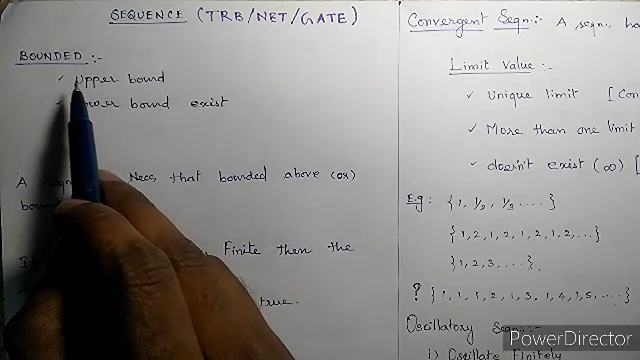 SEQUENCE (TRB/NET/GATE)
BOUNDED :-
✓ Upper bound
bound exist
A Necc, that bounded above (or)
Finite then the
true.
Convergent Seqn:- A seqn, ha
Limit Value :-
✓ Unique limit [Con
✓ More than one limit
✓ doesn't exist (∞) [
Eg: {1, 1/2, 1/3, ....}
{1, 2, 1, 2, 1, 2, 1, 2, ...}
{1, 2, 3, ....}.
? {1, 1, 1, 2, 1, 3, 1, 4, 1, 5, ....}
Oscillatory Seqns:-
i) Oscillate Finitely
PowerDirector